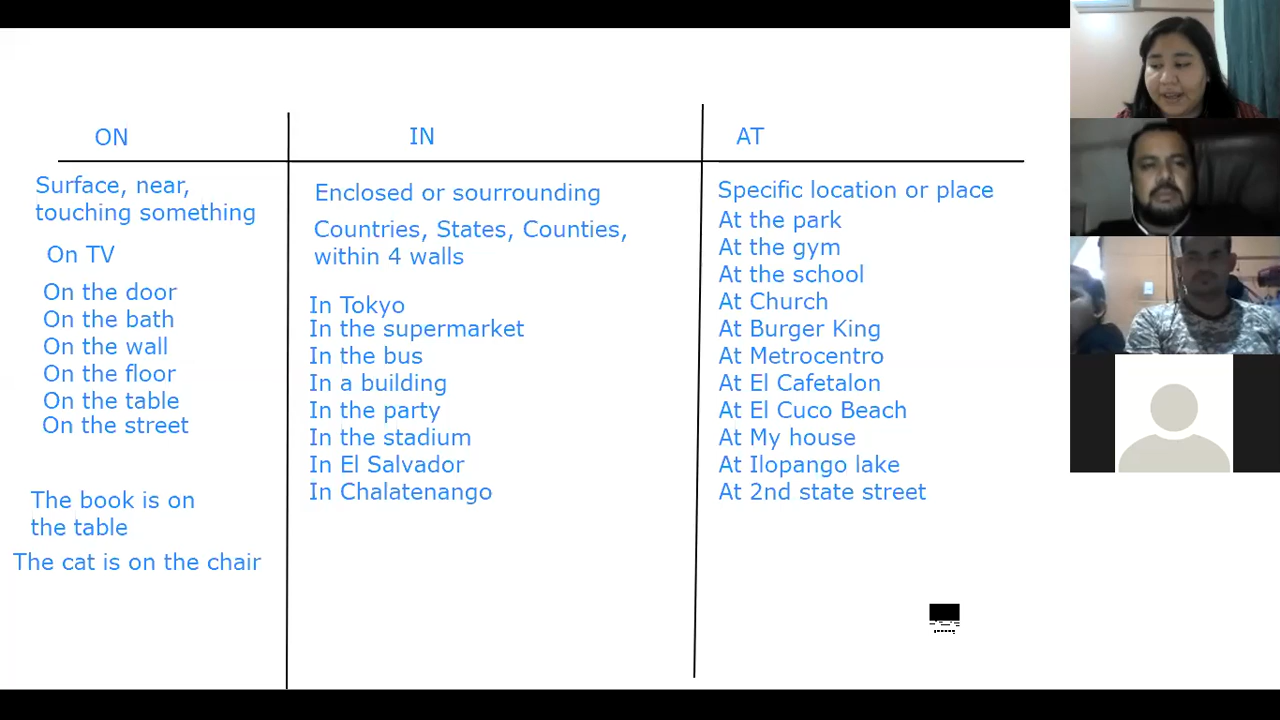 ON
Surface, near,
touching something
On TV
On the door
On the bath
On the wall
On the floor
On the table
On the street
The book is on
the table
The cat is on the chair
IN
Enclosed or sourrounding
Countries, States, Counties,
within 4 walls
In Tokyo
In the supermarket
In the bus
In a building
In the party
In the stadium
In El Salvador
In Chalatenango
AT
Specific location or place
At the park
At the gym
At the school
At Church
At Burger King
At Metrocentro
At El Cafetalon
At El Cuco Beach
At My house
At Ilopango lake
At 2nd state street